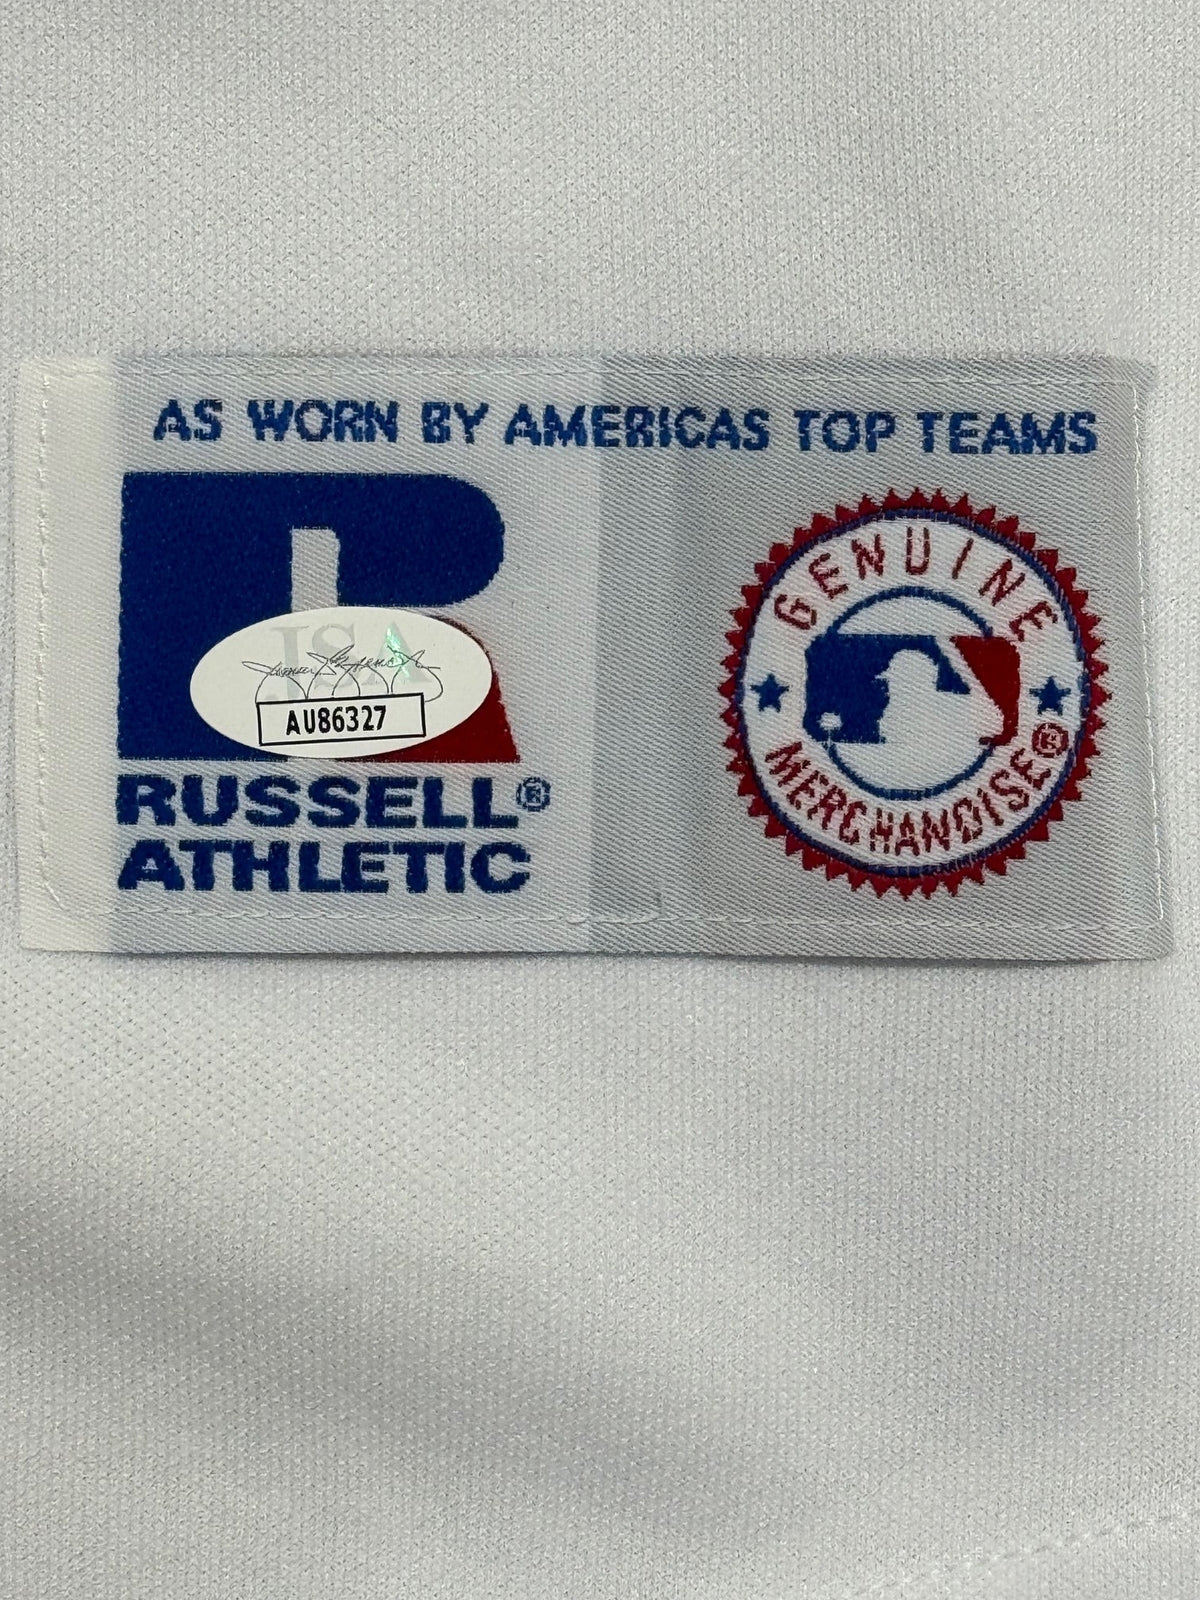 AS WORN BY AMERICAS TOP TEAMS
JSA
AU86327
RUSSELL®
ATHLETIC
GENUINE
MERCHANDISE®